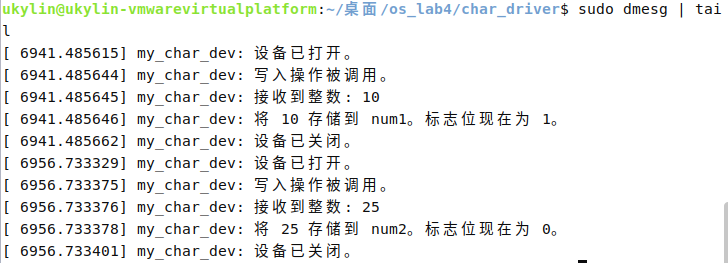 ukylin@ukylin-vmwarevirtualplatform:~/桌面/os_lab4/char_driver$ sudo dmesg | tai
l
[ 6941.485615] my_char_dev: 设备已打开。
[ 6941.485644] my_char_dev: 写入操作被调用。
[ 6941.485645] my_char_dev: 接收到整数: 10
[ 6941.485646] my_char_dev: 将 10 存储到 num1。标志位现在为 1。
[ 6941.485662] my_char_dev: 设备已关闭。
[ 6956.733329] my_char_dev: 设备已打开。
[ 6956.733375] my_char_dev: 写入操作被调用。
[ 6956.733376] my_char_dev: 接收到整数: 25
[ 6956.733378] my_char_dev: 将 25 存储到 num2。标志位现在为 0。
[ 6956.733401] my_char_dev: 设备已关闭。